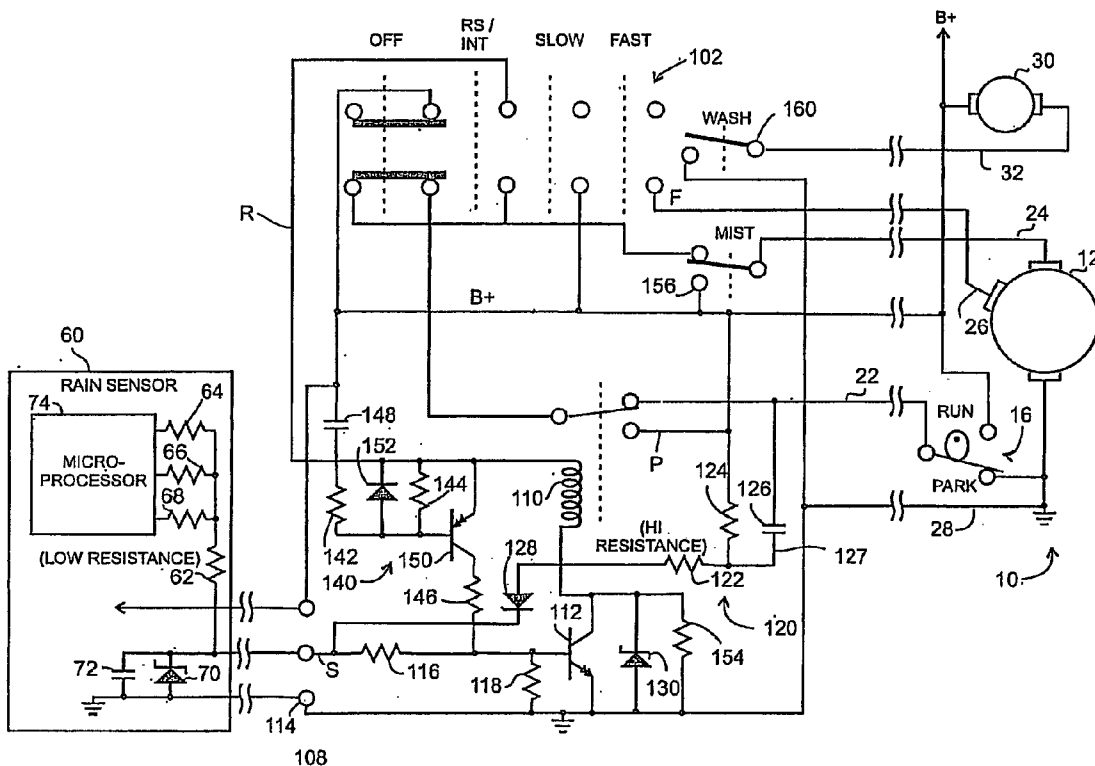 OFF
RS /
INT
SLOW
FAST
102
B+
30
WASH
160
32
R
F
24
MIST
12
156
26
B+
60
RAIN SENSOR
74
64
148
22
RUN
16
66
152
P
MICRO-
PROCESSOR
144
110
124
126
PARK
68
(HI
RESISTANCE)
28
(LOW RESISTANCE)
142
150
128
127
62
140
122
10
146
112
120
154
72
70
S
116
118
130
114
108